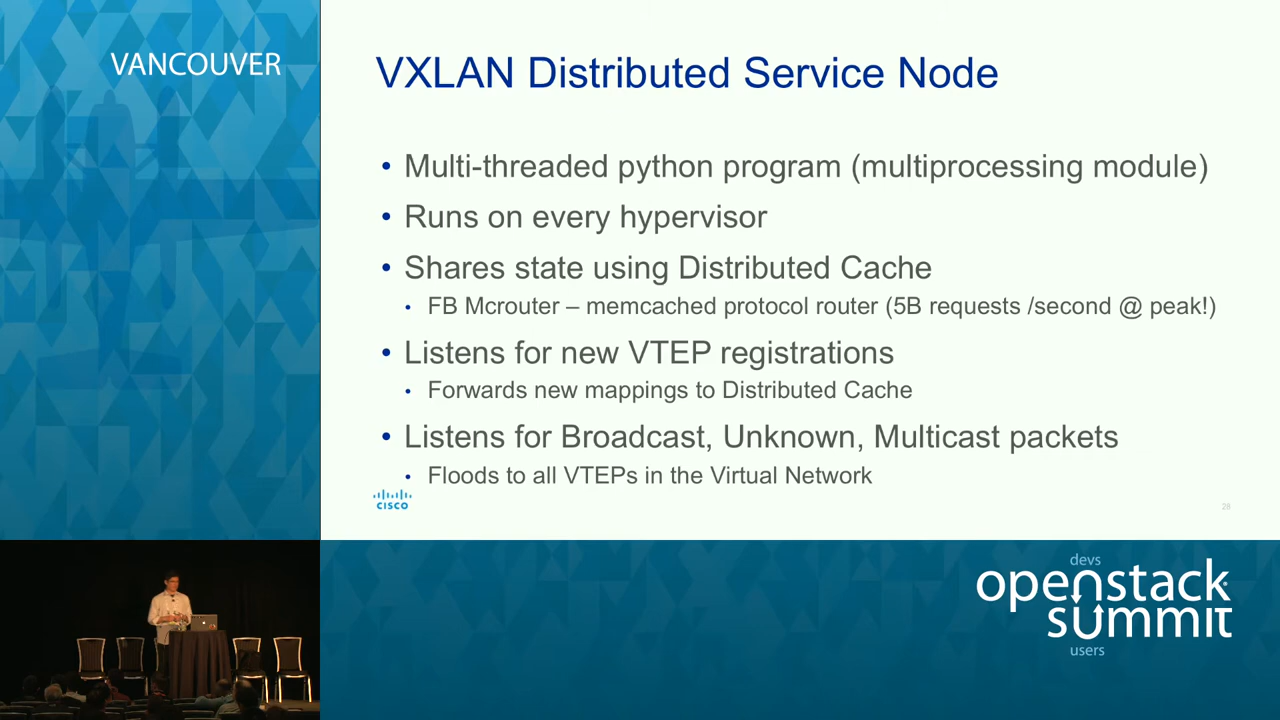 VANCOUVER
VXLAN Distributed Service Node
• Multi-threaded python program (multiprocessing module)
• Runs on every hypervisor
• Shares state using Distributed Cache
• FB Mcrouter – memcached protocol router (5B requests /second @ peak!)
• Listens for new VTEP registrations
• Forwards new mappings to Distributed Cache
• Listens for Broadcast, Unknown, Multicast packets
• Floods to all VTEPs in the Virtual Network
CISCO
28
devs
openstack
summit
users